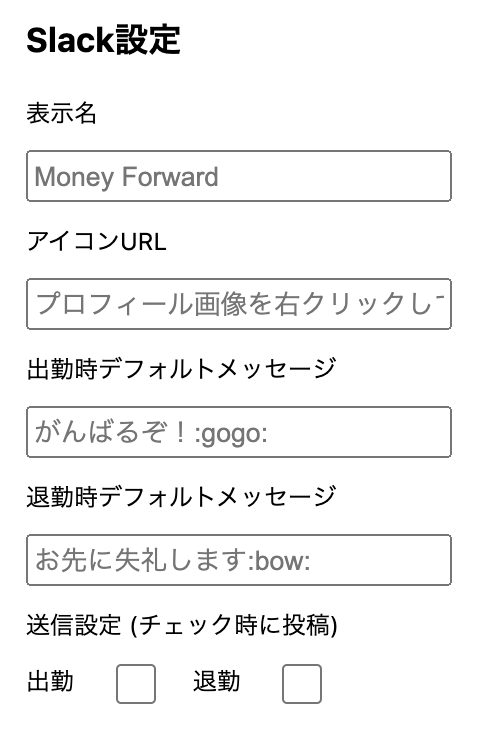 Slack設定
表示名
Money Forward
アイコンURL
プロフィール画像を右クリックし
出勤時デフォルトメッセージ
がんばるぞ！:gogo:
退勤時デフォルトメッセージ
お先に失礼します:bow:
送信設定 (チェック時に投稿)
出勤 退勤